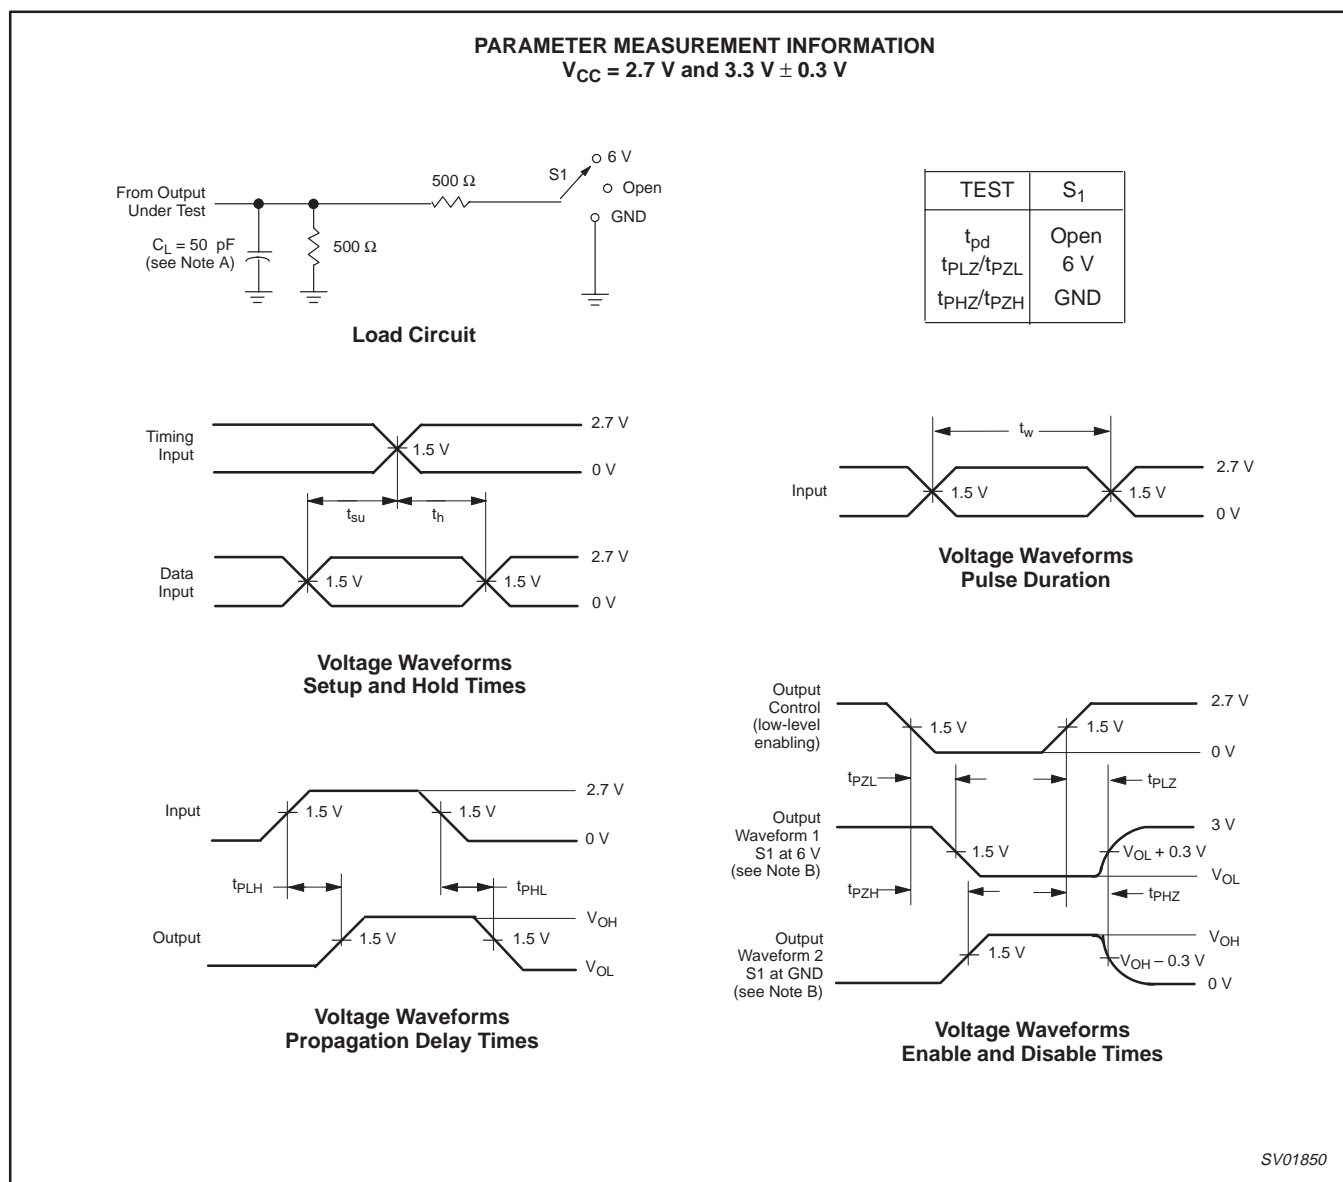 PARAMETER MEASUREMENT INFORMATION
VCC = 2.7 V and 3.3 V ± 0.3 V
From Output
Under Test
CL = 50 pF
(see Note A)
500 Ω
500 Ω
S1
6 V
Open
GND
Load Circuit
TEST S1
tpd Open
tPLZ/tPZL 6 V
tPHZ/tPZH GND
Timing
Input
2.7 V
1.5 V
0 V
tsu
th
Data
Input
2.7 V
1.5 V
1.5 V
0 V
Voltage Waveforms
Setup and Hold Times
tw
Input
2.7 V
1.5 V
1.5 V
0 V
Voltage Waveforms
Pulse Duration
Input
2.7 V
1.5 V
1.5 V
0 V
tPLH
tPHL
Output
VOH
1.5 V
1.5 V
VOL
Voltage Waveforms
Propagation Delay Times
Output
Control
(low-level
enabling)
2.7 V
1.5 V
1.5 V
0 V
tPZL
tPLZ
Output
Waveform 1
S1 at 6 V
(see Note B)
3 V
1.5 V
VOL + 0.3 V
VOL
tPZH
tPHZ
Output
Waveform 2
S1 at GND
(see Note B)
VOH
1.5 V
VOH – 0.3 V
0 V
Voltage Waveforms
Enable and Disable Times
SV01850